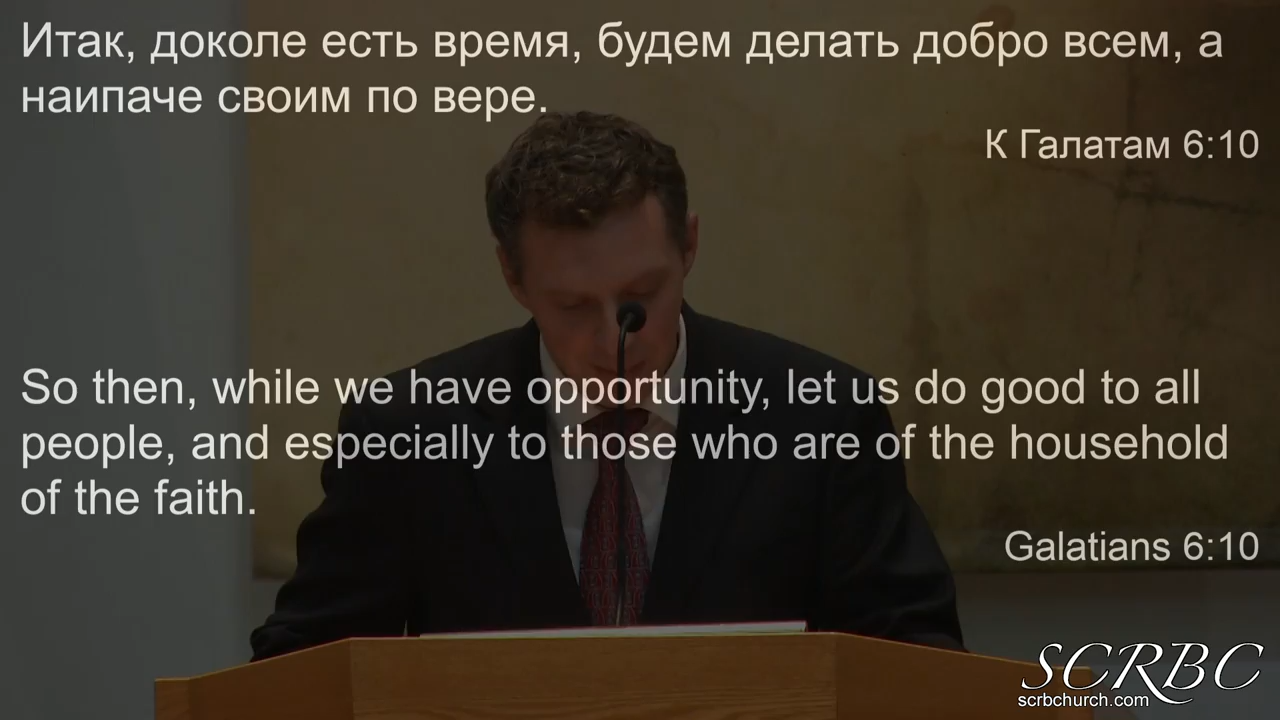 Итак, доколе есть время, будем делать добро всем, а
наипаче своим по вере.
К Галатам 6:10
So then, while we have opportunity, let us do good to all
people, and especially to those who are of the household
of the faith.
Galatians 6:10
SCRBC
scrbchurch.com